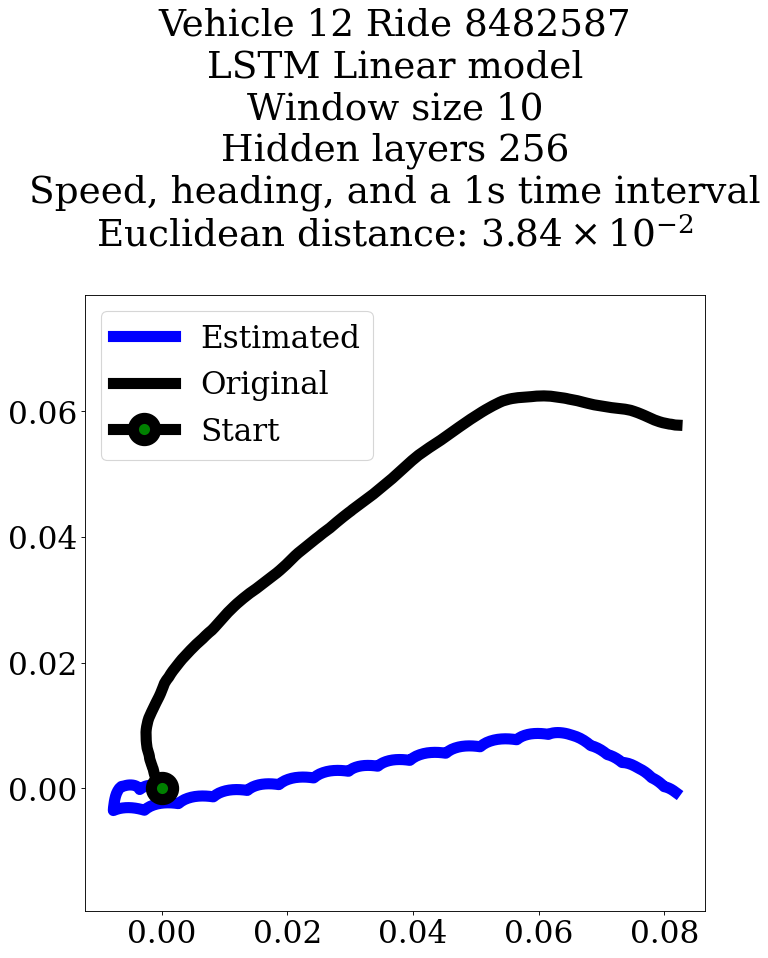 Vehicle 12 Ride 8482587
LSTM Linear model
Window size 10
Hidden layers 256
Speed, heading, and a 1s time interval
Euclidean distance: 3.84 × 10⁻²
Estimated
Original
Start
0.06
0.04
0.02
0.00
0.00 0.02 0.04 0.06 0.08